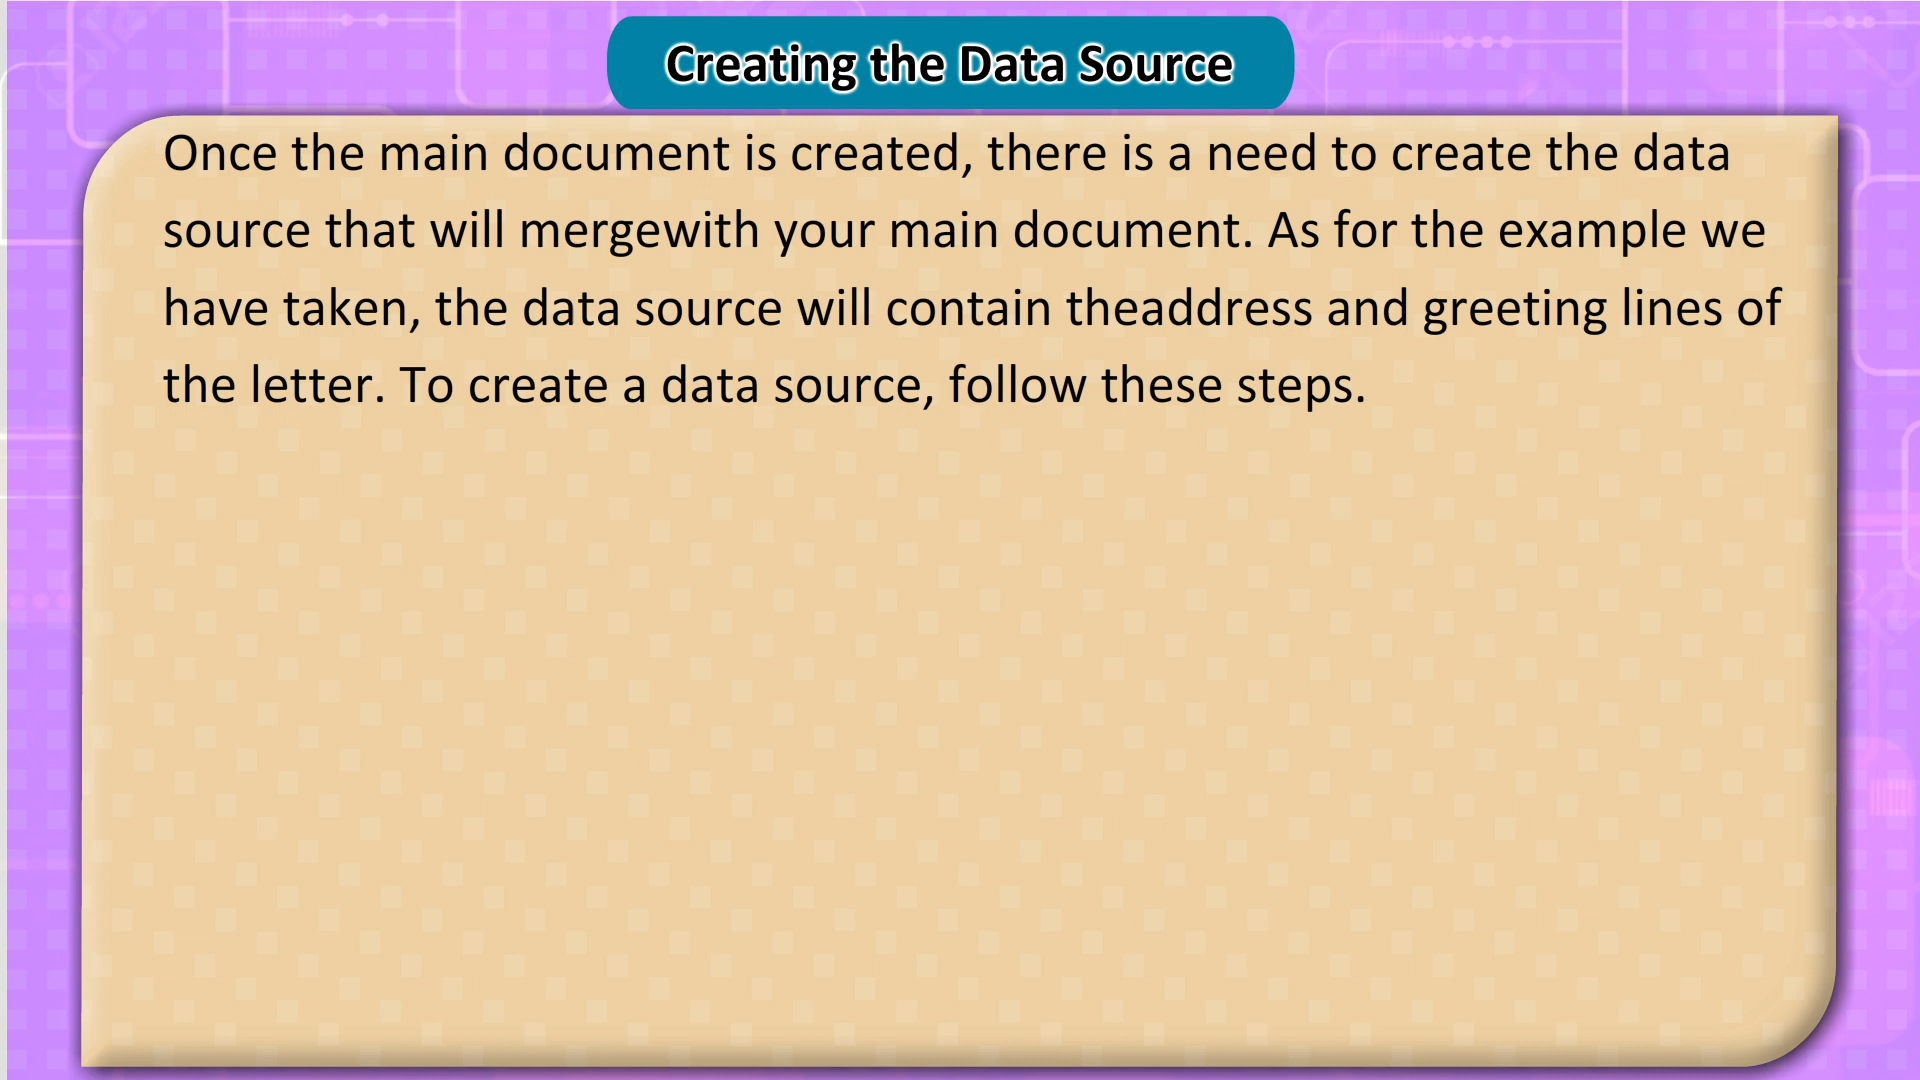 Creating the Data Source
Once the main document is created, there is a need to create the data
source that will mergewith your main document. As for the example we
have taken, the data source will contain theaddress and greeting lines of
the letter. To create a data source, follow these steps.